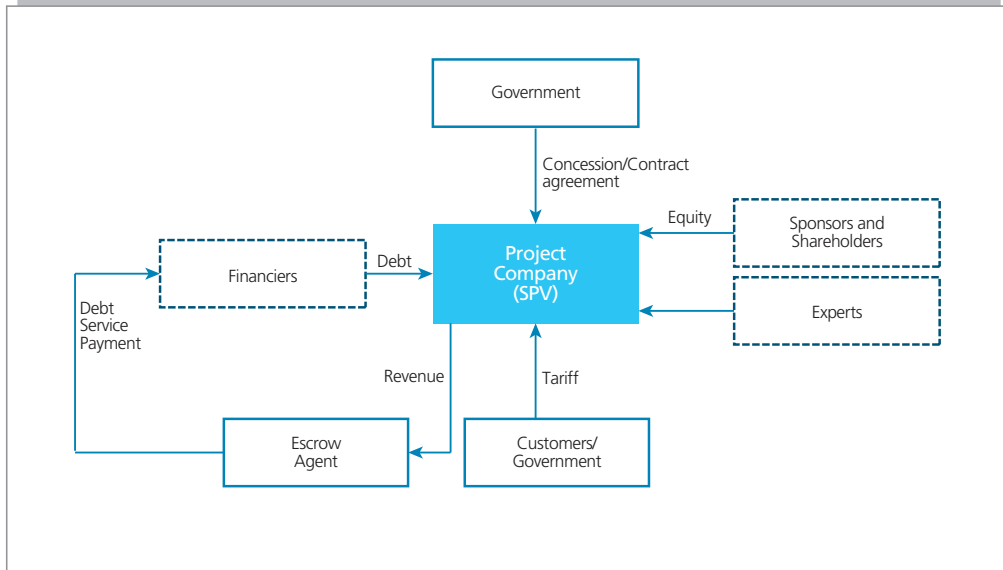 Government
Concession/Contract
agreement
Equity
Sponsors and
Shareholders
Project
Company
(SPV)
Financiers
Debt
Experts
Debt
Service
Payment
Revenue
Tariff
Escrow
Agent
Customers/
Government